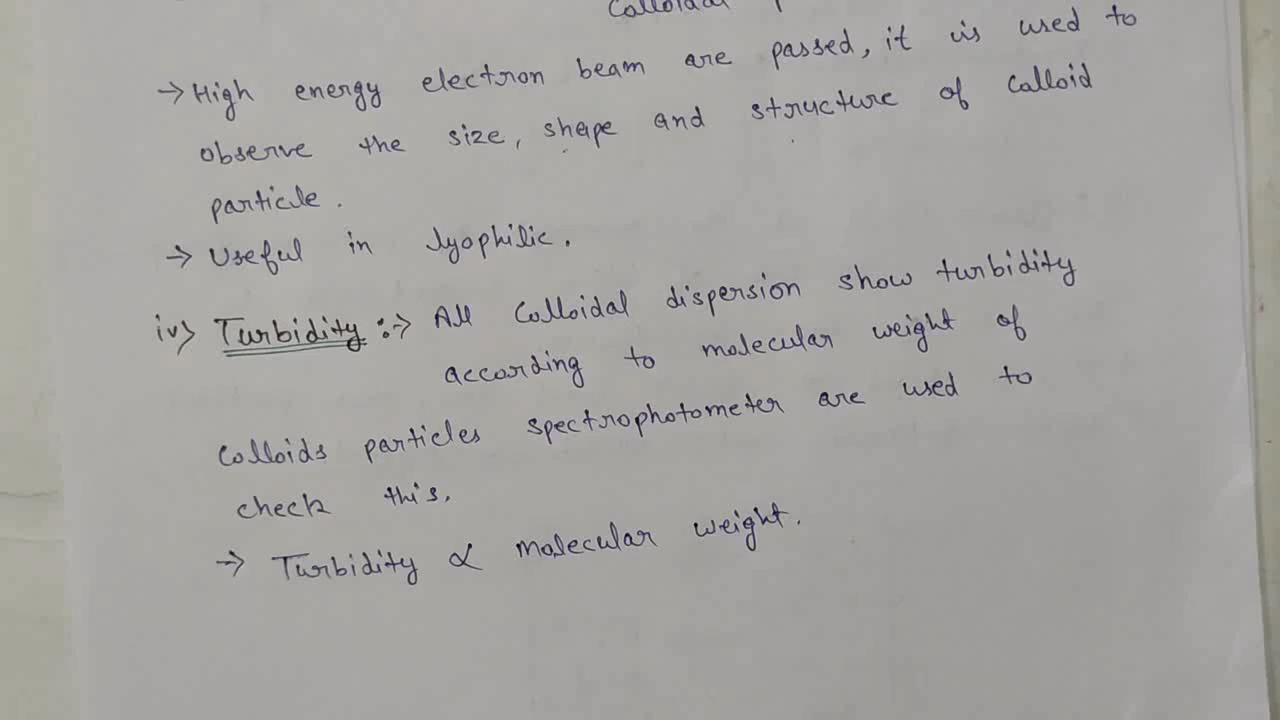 Colloidal
→ High energy electron beam are passed, it is used to
observe the size, shape and structure of Calloid
particle.
→ Useful in lyophilic.
iv) Turbidity :→ All Colloidal dispersion show turbidity
according to molecular weight of
Colloids particles spectrophotometer are used to
check this.
→ Turbidity ∝ molecular weight.